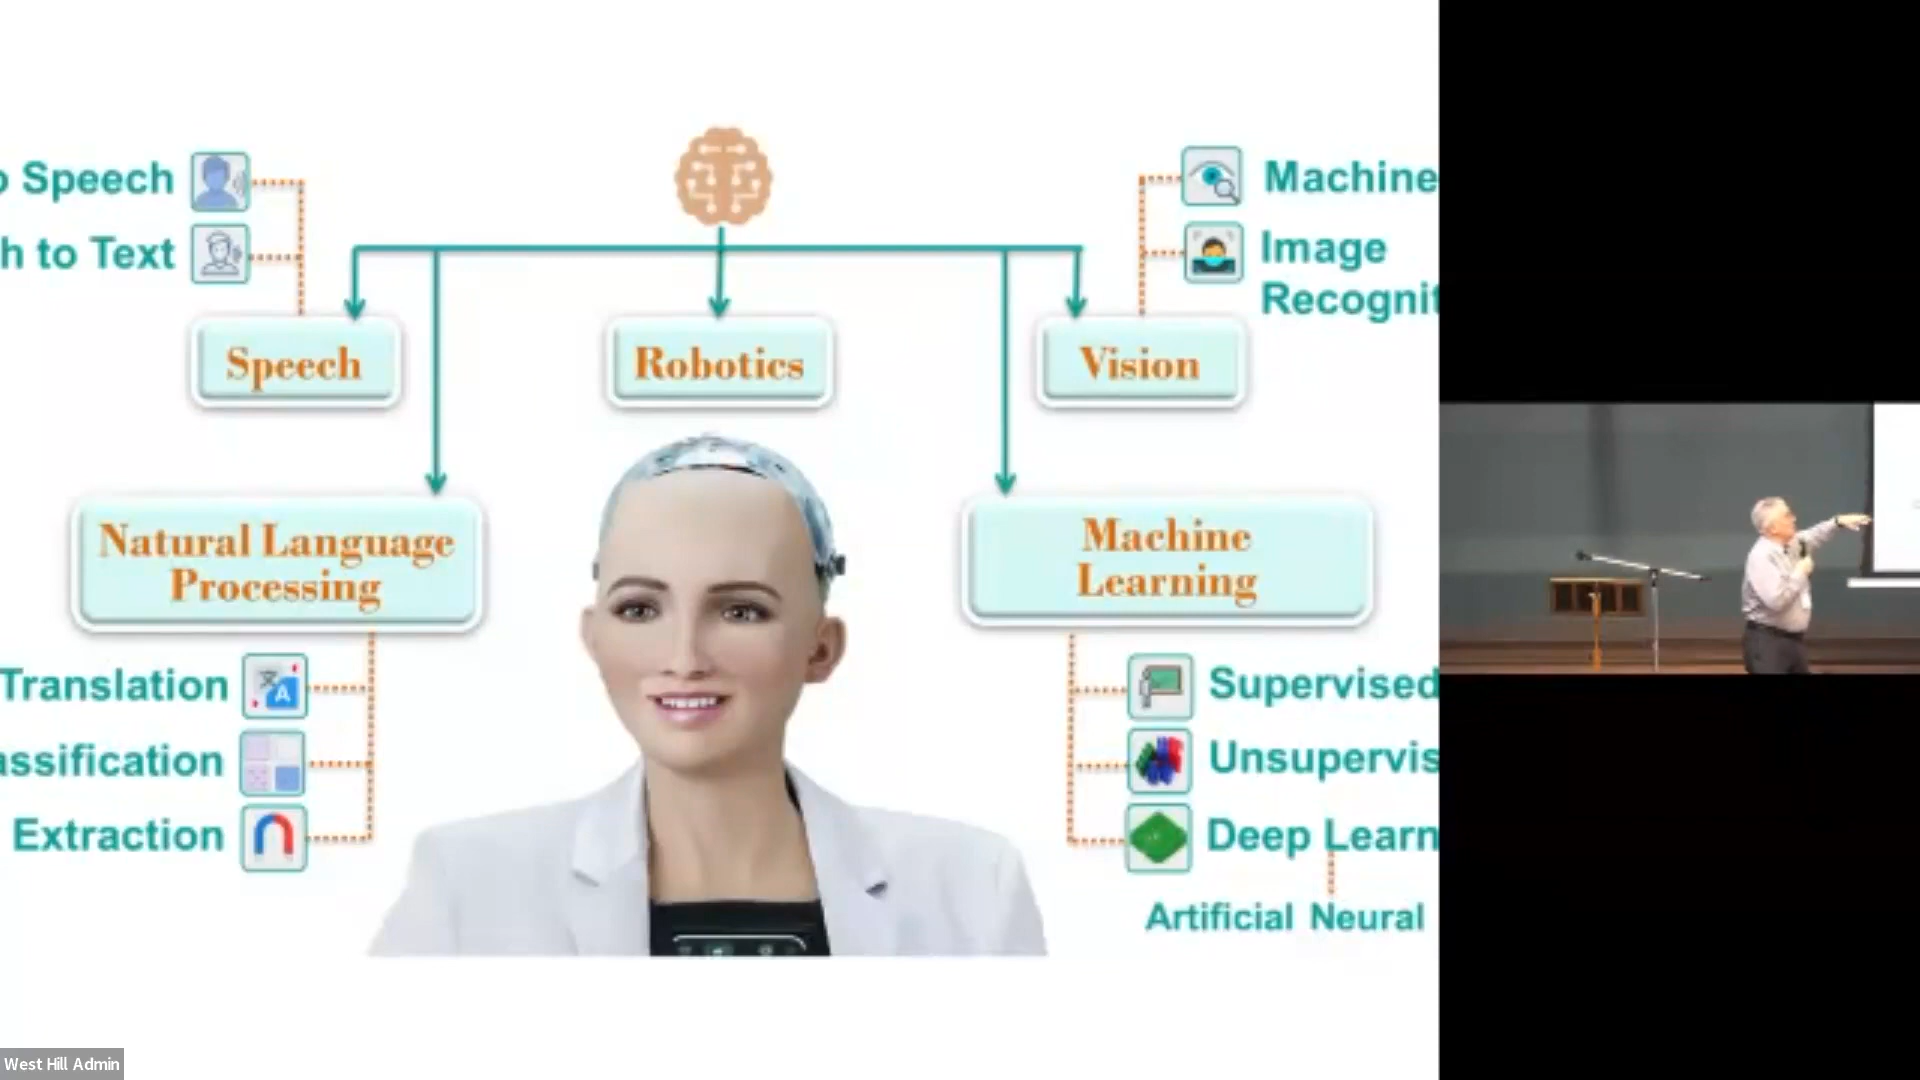 o Speech
h to Text
Machine
Image
Recognit
Speech
Robotics
Vision
Natural Language
Processing
Machine
Learning
Translation
assification
Extraction
Supervised
Unsupervis
Deep Learn
Artificial Neural
West Hill Admin